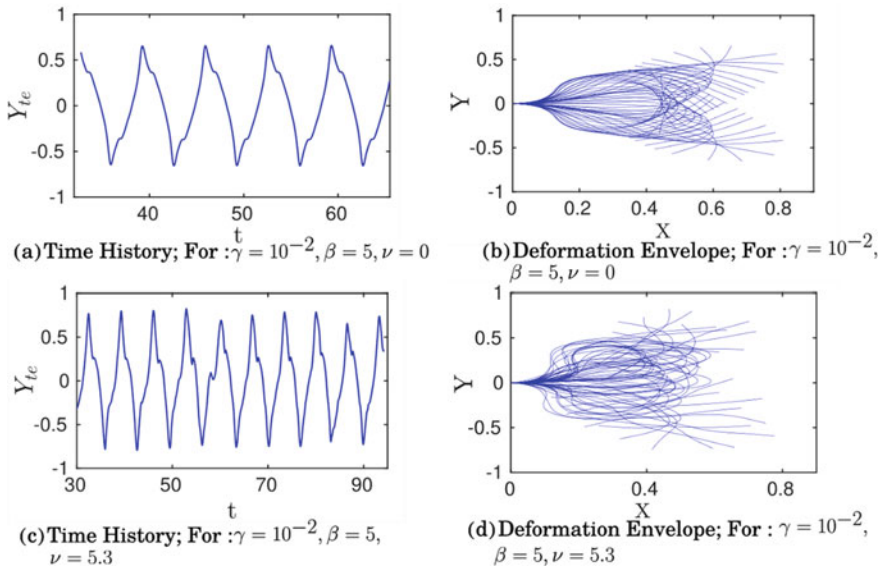 1
0.5
0
-0.5
-1
Y_te
40 50 60
t
(a) Time History; For :γ = 10⁻², β = 5, ν = 0
1
0.5
0
-0.5
-1
Y
0 0.2 0.4 0.6 0.8
X
(b) Deformation Envelope; For : γ = 10⁻²,
β = 5, ν = 0
1
0.5
0
-0.5
-1
Y_te
30 50 70 90
t
(c) Time History; For :γ = 10⁻², β = 5,
ν = 5.3
1
0.5
0
-0.5
-1
Y
0 0.4 0.8
X
(d) Deformation Envelope; For : γ = 10⁻²,
β = 5, ν = 5.3